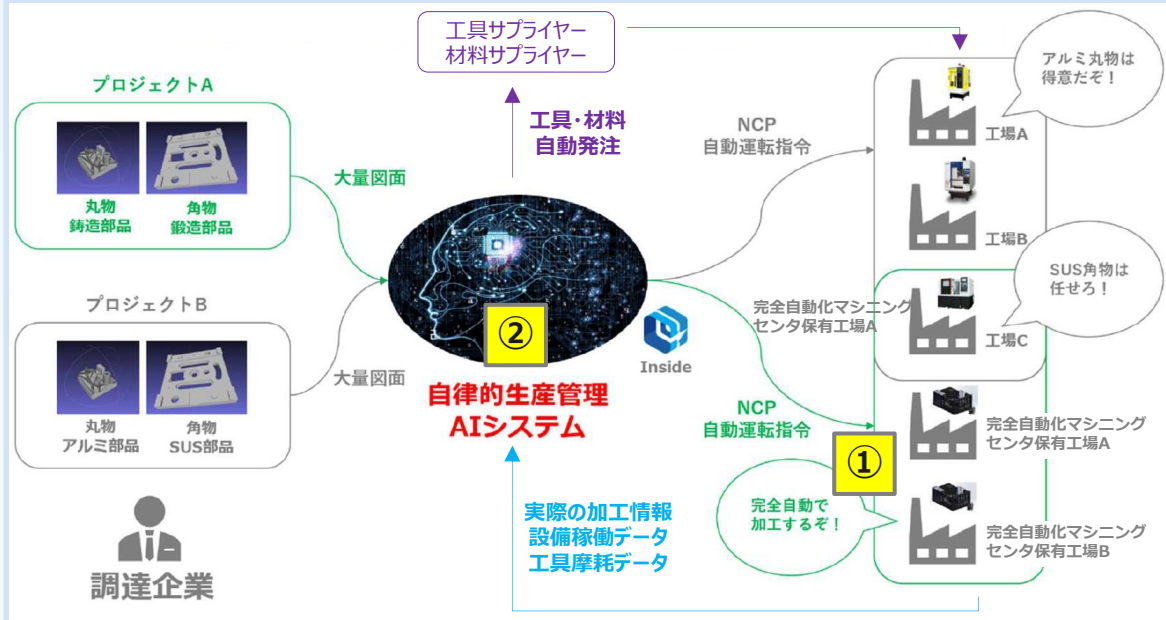 工具サプライヤー
材料サプライヤー
プロジェクトA
丸物
鋳造部品
角物
鍛造部品
大量図面
工具・材料
自動発注
NCP
自動運転指令
アルミ丸物は
得意だぞ！
工場A
工場B
プロジェクトB
丸物
アルミ部品
角物
SUS部品
大量図面
②
Inside
自律的生産管理
AIシステム
完全自動化マシニング
センタ保有工場A
SUS角物は
任せろ！
工場C
NCP
自動運転指令
①
完全自動化マシニング
センタ保有工場A
完全自動で
加工するぞ！
完全自動化マシニング
センタ保有工場B
実際の加工情報
設備稼働データ
工具摩耗データ
調達企業